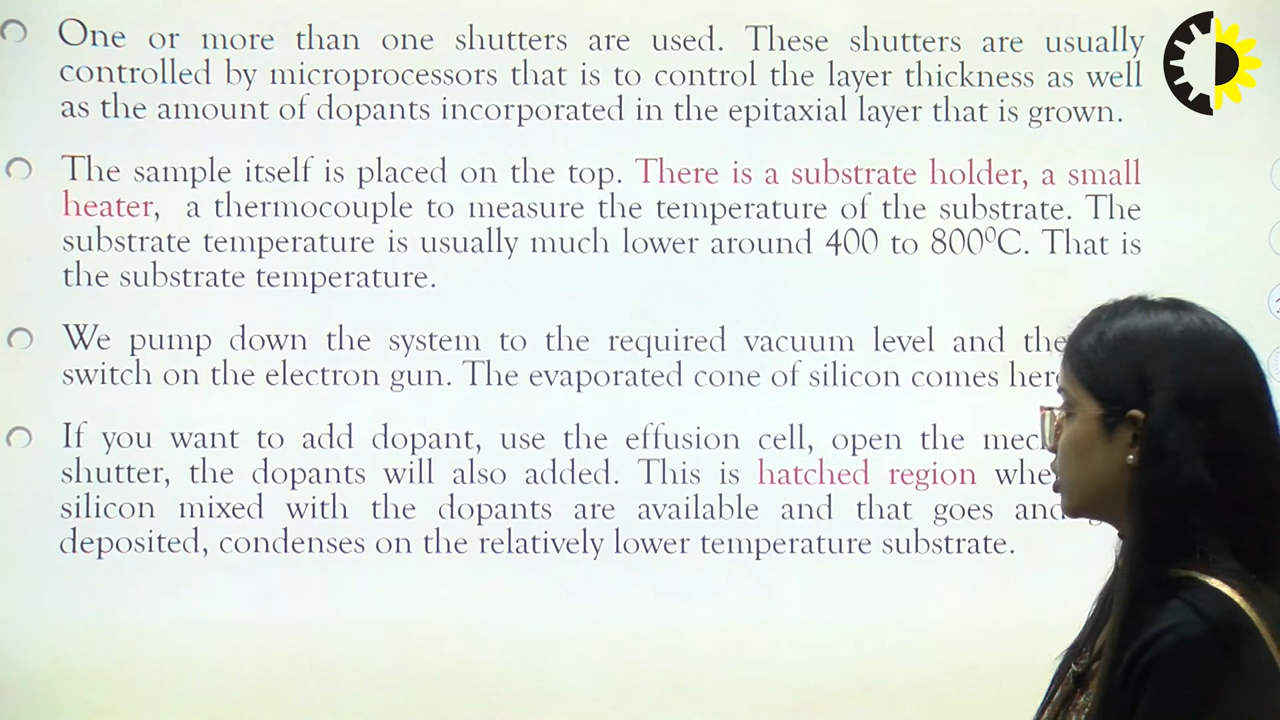 One or more than one shutters are used. These shutters are usually
controlled by microprocessors that is to control the layer thickness as well
as the amount of dopants incorporated in the epitaxial layer that is grown.
The sample itself is placed on the top. There is a substrate holder, a small
heater, a thermocouple to measure the temperature of the substrate. The
substrate temperature is usually much lower around 400 to 800⁰C. That is
the substrate temperature.
We pump down the system to the required vacuum level and
switch on the electron gun. The evaporated cone of silicon comes
If you want to add dopant, use the effusion cell, open the
shutter, the dopants will also added. This is hatched region
silicon mixed with the dopants are available and that goes
deposited, condenses on the relatively lower temperature substrate.